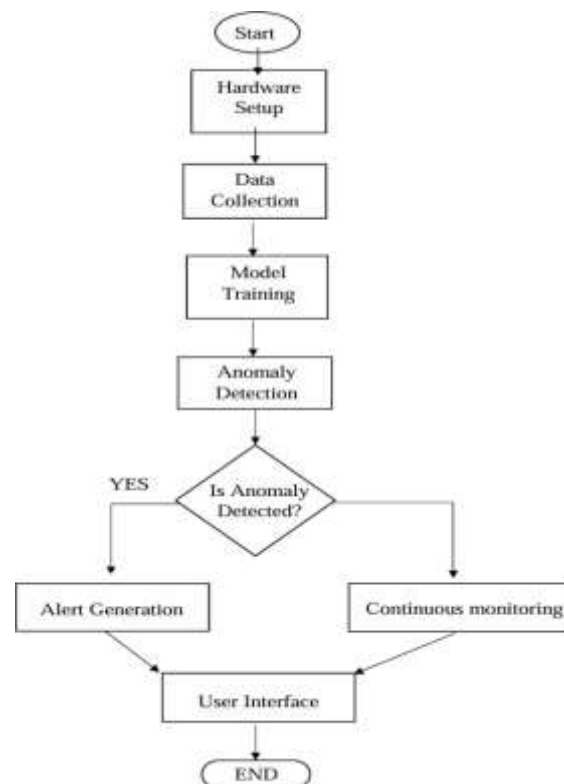 Start
Hardware
Setup
Data
Collection
Model
Training
Anomaly
Detection
YES
Is Anomaly
Detected?
Alert Generation
Continuous monitoring
User Interface
END